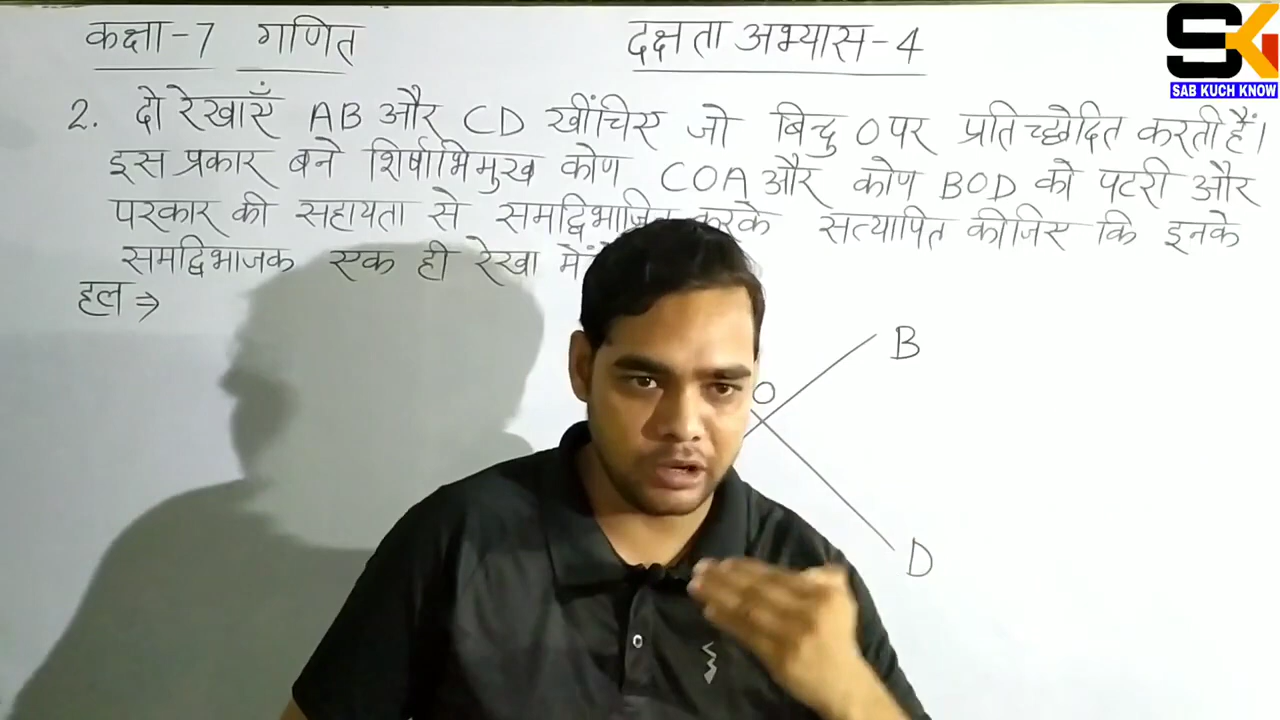 कक्षा-7 गणित
दक्षता अभ्यास-4
SK
SAB KUCH KNOW
2. दो रेखाएँ AB और CD खींचिए जो बिन्दु O पर प्रतिच्छेदित करती हैं।
इस प्रकार बने शिर्षाभिमुख कोण COA और कोण BOD को पटरी और
परकार की सहायता से समद्विभाजित करके सत्यापित कीजिए कि इनके
समद्विभाजक एक ही रेखा में
हल ⇒
B
O
D